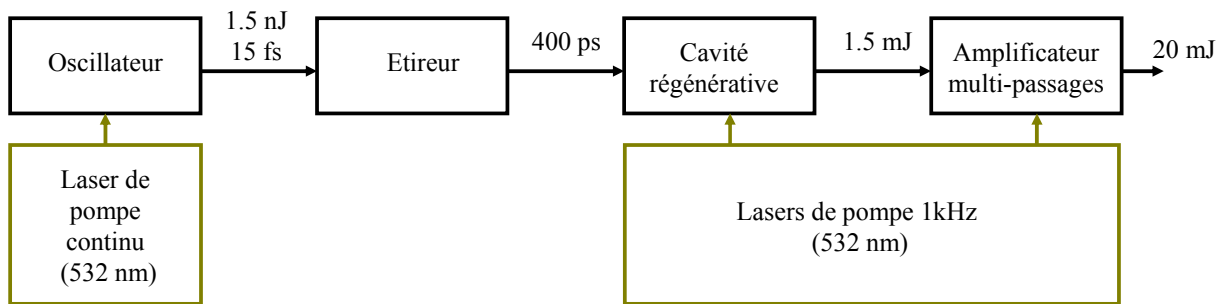 Oscillateur
1.5 nJ
15 fs
Etireur
400 ps
Cavité
régénérative
1.5 mJ
Amplificateur
multi-passages
20 mJ
Laser de
pompe
continu
(532 nm)
Lasers de pompe 1kHz
(532 nm)